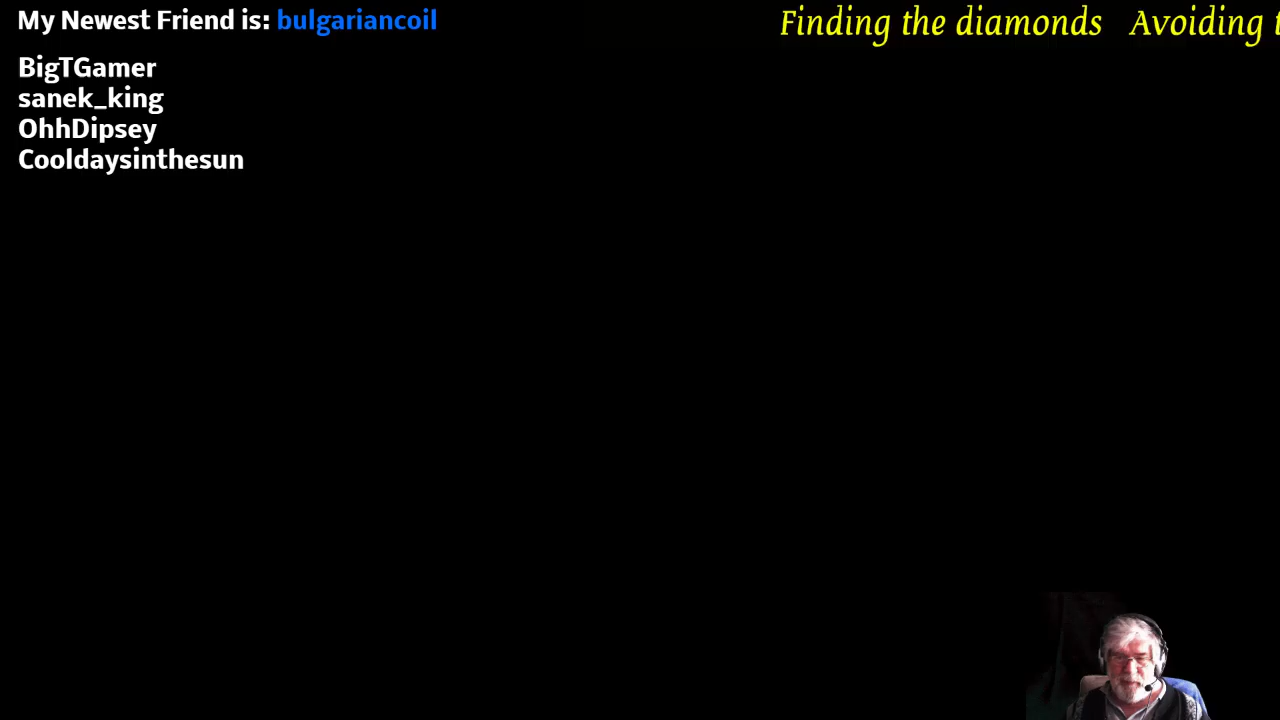 My Newest Friend is: bulgariancoil
Finding the diamonds Avoiding
BigTGamer
sanek_king
OhhDipsey
Cooldaysinthesun